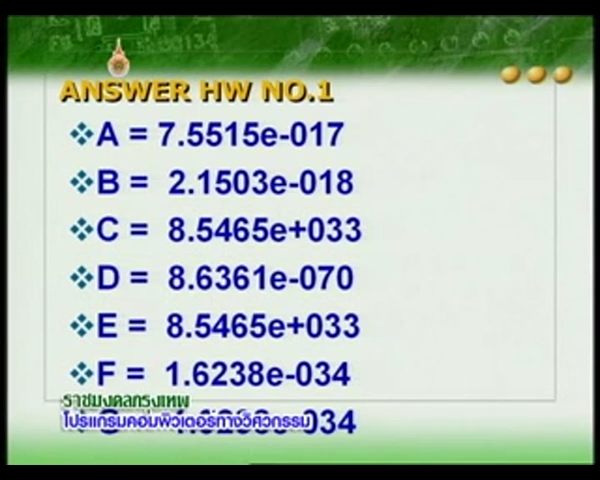 ANSWER HW NO.1
❖A = 7.5515e-017
❖B = 2.1503e-018
❖C = 8.5465e+033
❖D = 8.6361e-070
❖E = 8.5465e+033
❖F = 1.6238e-034
ราชมงคลกรุงเทพ
โปรแกรมคอมพิวเตอร์ทางวิศวกรรม
034